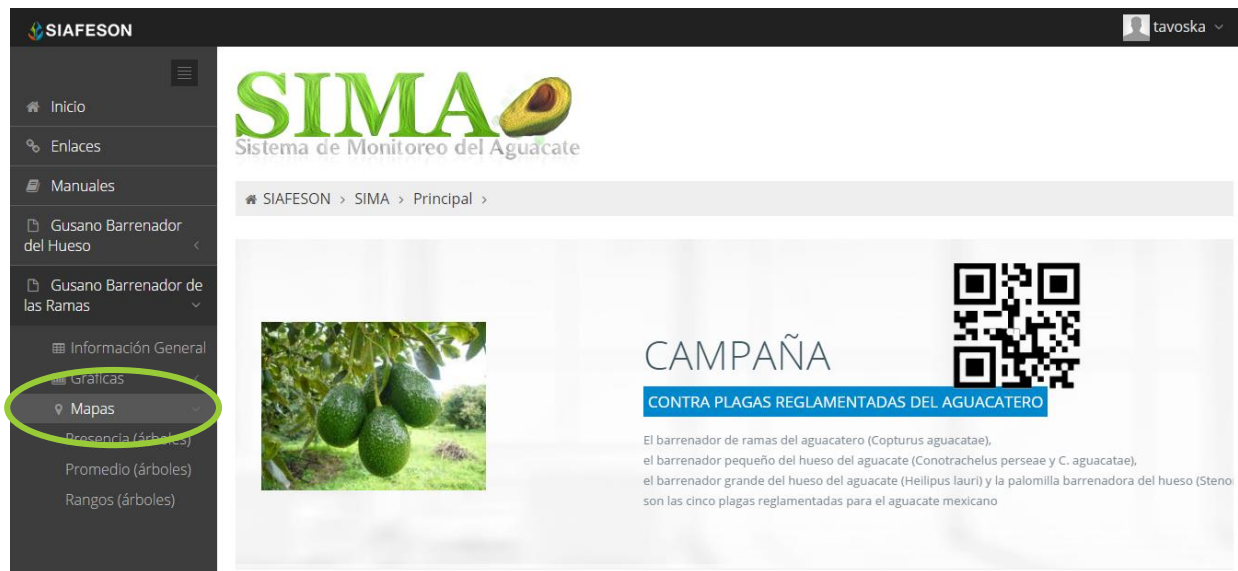 SIAFESON
tavoska
Inicio
Enlaces
Manuales
Gusano Barrenador
del Hueso
Gusano Barrenador de
las Ramas
Información General
Gráficas
Mapas
Presencia (árboles)
Promedio (árboles)
Rangos (árboles)
SIMA
Sistema de Monitoreo del Aguacate
SIAFESON > SIMA > Principal >
CAMPAÑA
CONTRA PLAGAS REGLAMENTADAS DEL AGUACATERO
El barrenador de ramas del aguacatero (Copturus aguacatae),
el barrenador pequeño del hueso del aguacate (Conotrachelus perseae y C. aguacatae),
el barrenador grande del hueso del aguacate (Heilipus lauri) y la palomilla barrenadora del hueso (Steno
son las cinco plagas reglamentadas para el aguacate mexicano